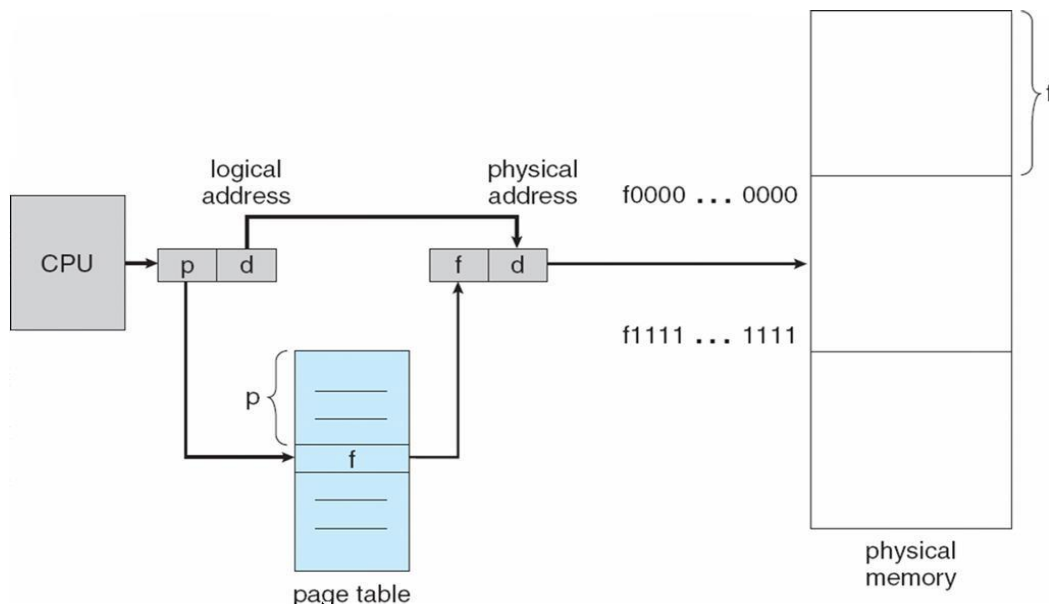 f
logical
address
physical
address
f0000 ... 0000
CPU
p
d
f
d
f1111 ... 1111
p
f
page table
physical
memory